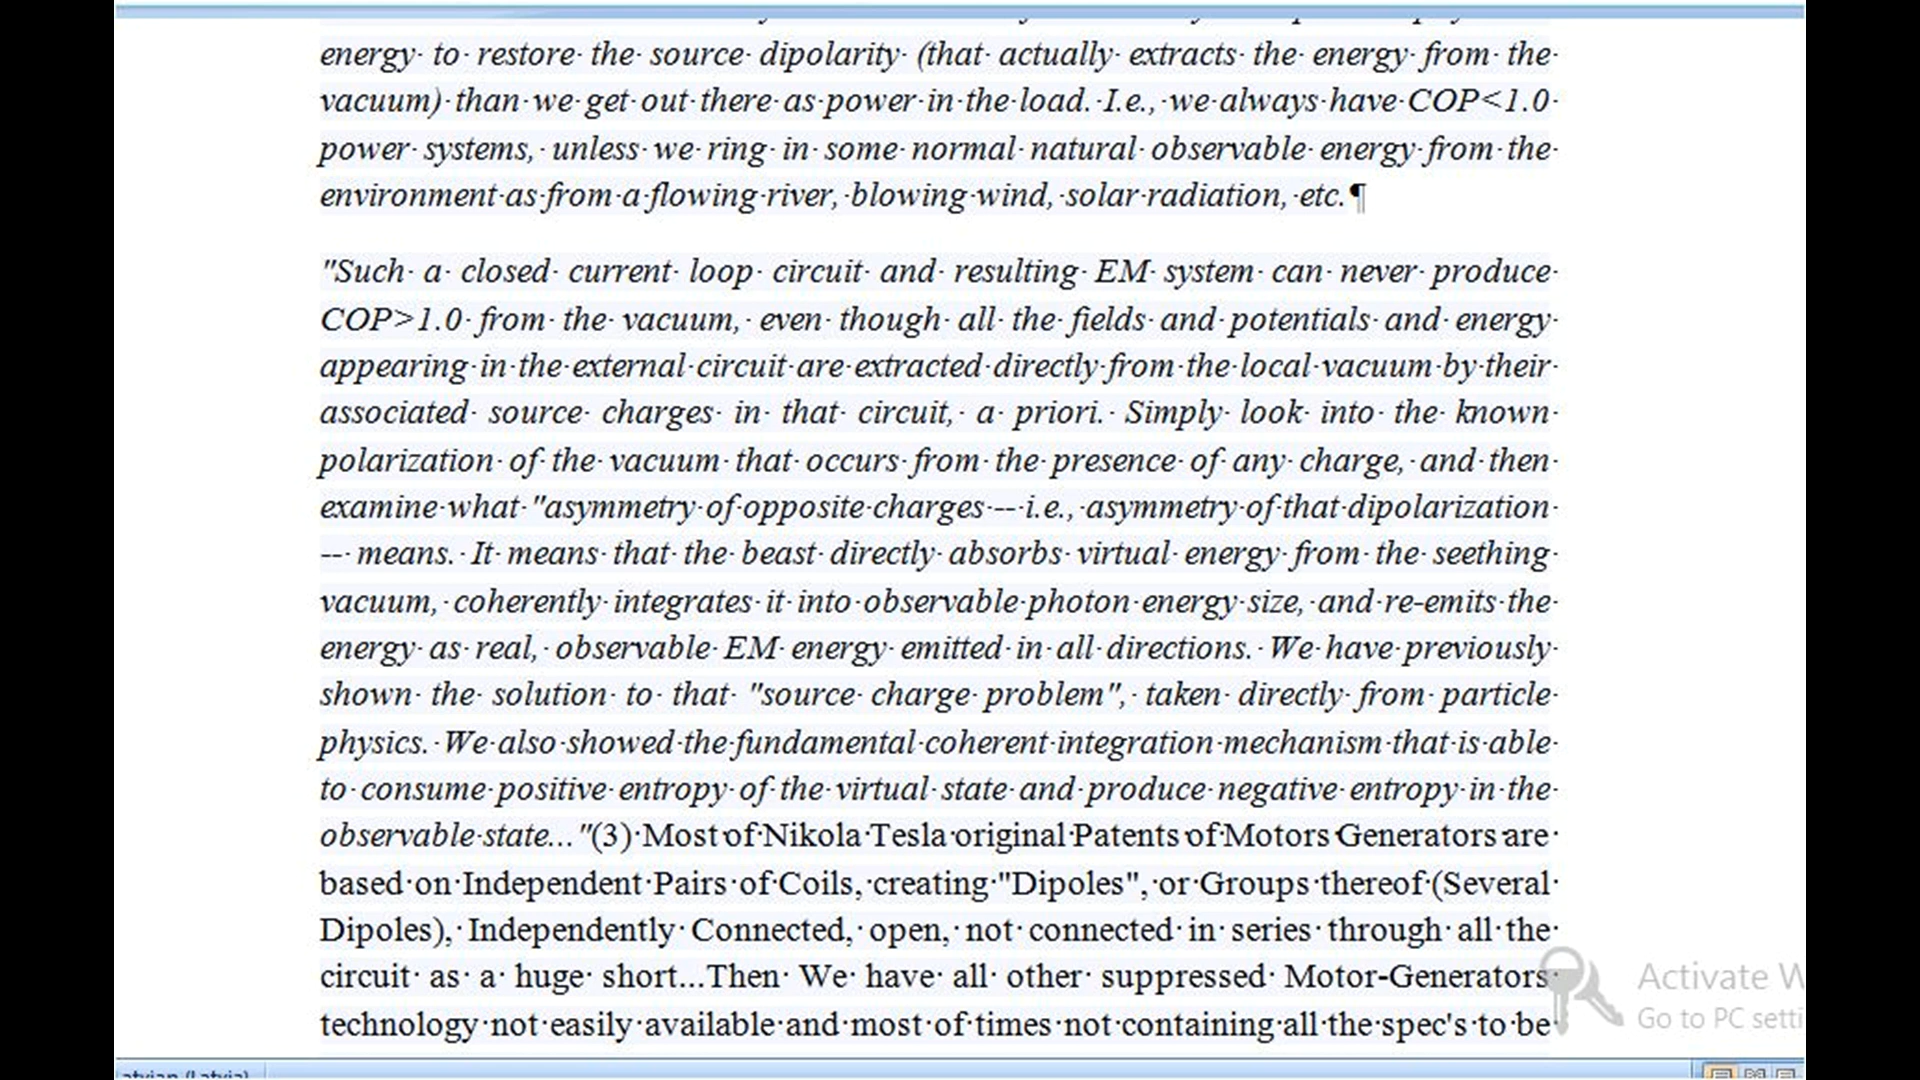 energy to restore the source dipolarity (that actually extracts the energy from the
vacuum) than we get out there as power in the load. I.e., we always have COP<1.0
power systems, unless we ring in some normal natural observable energy from the
environment as from a flowing river, blowing wind, solar radiation, etc.¶
"Such a closed current loop circuit and resulting EM system can never produce
COP>1.0 from the vacuum, even though all the fields and potentials and energy
appearing in the external circuit are extracted directly from the local vacuum by their
associated source charges in that circuit, a priori. Simply look into the known
polarization of the vacuum that occurs from the presence of any charge, and then
examine what "asymmetry of opposite charges -- i.e., asymmetry of that dipolarization
-- means. It means that the beast directly absorbs virtual energy from the seething
vacuum, coherently integrates it into observable photon energy size, and re-emits the
energy as real, observable EM energy emitted in all directions. We have previously
shown the solution to that "source charge problem", taken directly from particle
physics. We also showed the fundamental coherent integration mechanism that is able
to consume positive entropy of the virtual state and produce negative entropy in the
observable state..."(3) Most of Nikola Tesla original Patents of Motors Generators are
based on Independent Pairs of Coils, creating "Dipoles", or Groups thereof (Several
Dipoles), Independently Connected, open, not connected in series through all the
circuit as a huge short...Then We have all other suppressed Motor-Generators
technology not easily available and most of times not containing all the spec's to be
Activate W
Go to PC setti